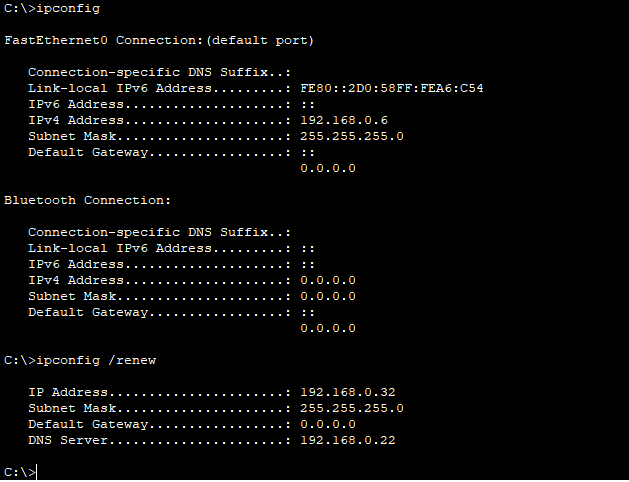 C:\>ipconfig
FastEthernet0 Connection:(default port)
Connection-specific DNS Suffix..:
Link-local IPv6 Address.........: FE80::2D0:58FF:FEA6:C54
IPv6 Address....................: ::
IPv4 Address....................: 192.168.0.6
Subnet Mask.....................: 255.255.255.0
Default Gateway.................: ::
0.0.0.0
Bluetooth Connection:
Connection-specific DNS Suffix..:
Link-local IPv6 Address.........: ::
IPv6 Address....................: ::
IPv4 Address....................: 0.0.0.0
Subnet Mask.....................: 0.0.0.0
Default Gateway.................: ::
0.0.0.0
C:\>ipconfig /renew
IP Address......................: 192.168.0.32
Subnet Mask.....................: 255.255.255.0
Default Gateway.................: 0.0.0.0
DNS Server......................: 192.168.0.22
C:\>